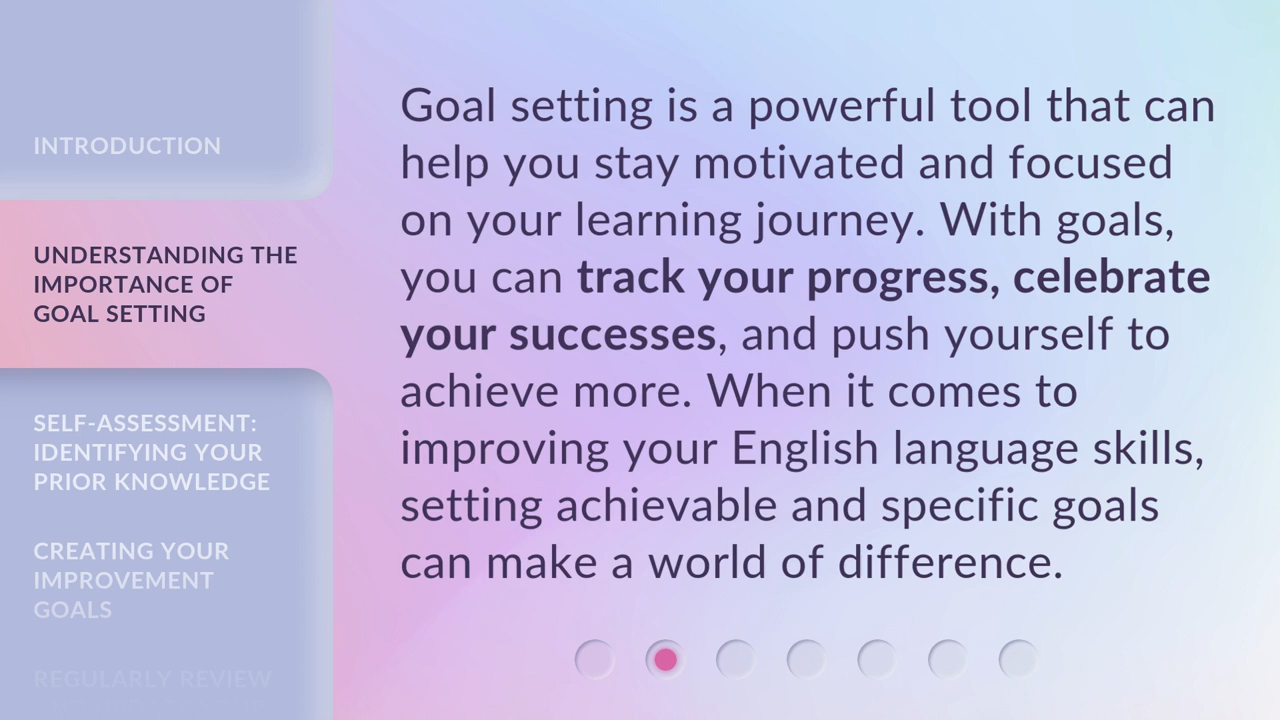 INTRODUCTION
UNDERSTANDING THE
IMPORTANCE OF
GOAL SETTING
SELF-ASSESSMENT:
IDENTIFYING YOUR
PRIOR KNOWLEDGE
CREATING YOUR
IMPROVEMENT
GOALS
REGULARLY REVIEW
Goal setting is a powerful tool that can
help you stay motivated and focused
on your learning journey. With goals,
you can track your progress, celebrate
your successes, and push yourself to
achieve more. When it comes to
improving your English language skills,
setting achievable and specific goals
can make a world of difference.